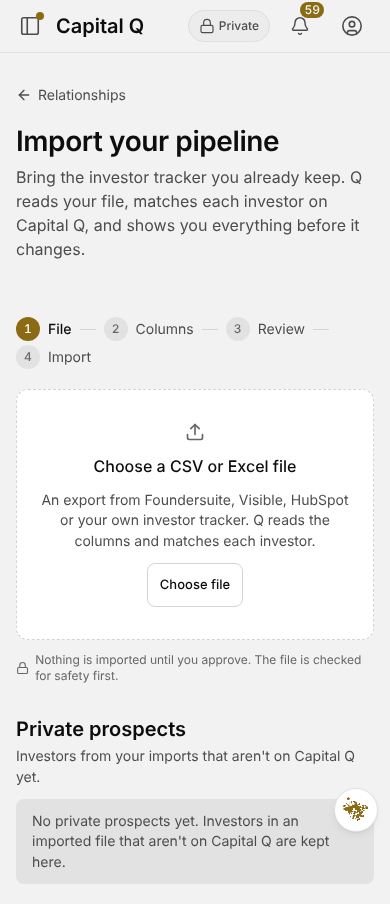 Capital Q
Private
59
Relationships
Import your pipeline
Bring the investor tracker you already keep. Q
reads your file, matches each investor on
Capital Q, and shows you everything before it
changes.
1 File
2 Columns
3 Review
4 Import
Choose a CSV or Excel file
An export from Foundersuite, Visible, HubSpot
or your own investor tracker. Q reads the
columns and matches each investor.
Choose file
Nothing is imported until you approve. The file is checked
for safety first.
Private prospects
Investors from your imports that aren't on Capital Q
yet.
No private prospects yet. Investors in an
imported file that aren't on Capital Q are kept
here.